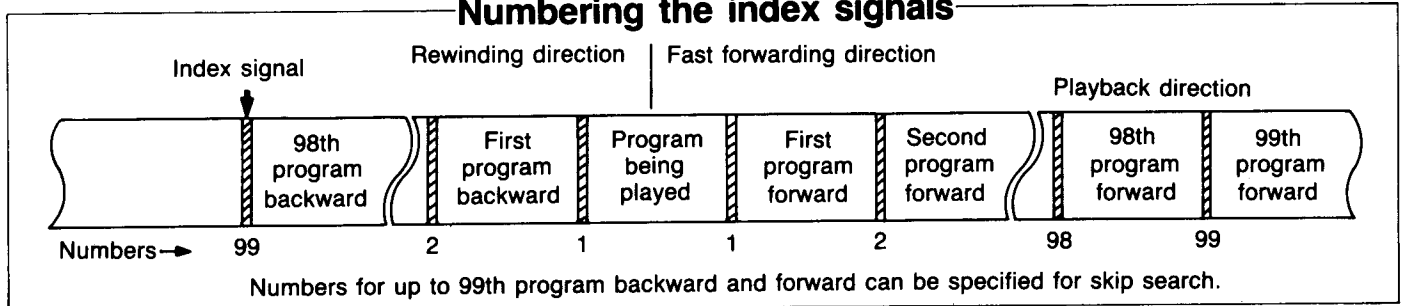 Numbering the index signals
Rewinding direction
Fast forwarding direction
Index signal
Playback direction
98th
program
backward
First
program
backward
Program
being
played
First
program
forward
Second
program
forward
98th
program
forward
99th
program
forward
Numbers→ 99 2 1 1 2 98 99
Numbers for up to 99th program backward and forward can be specified for skip search.